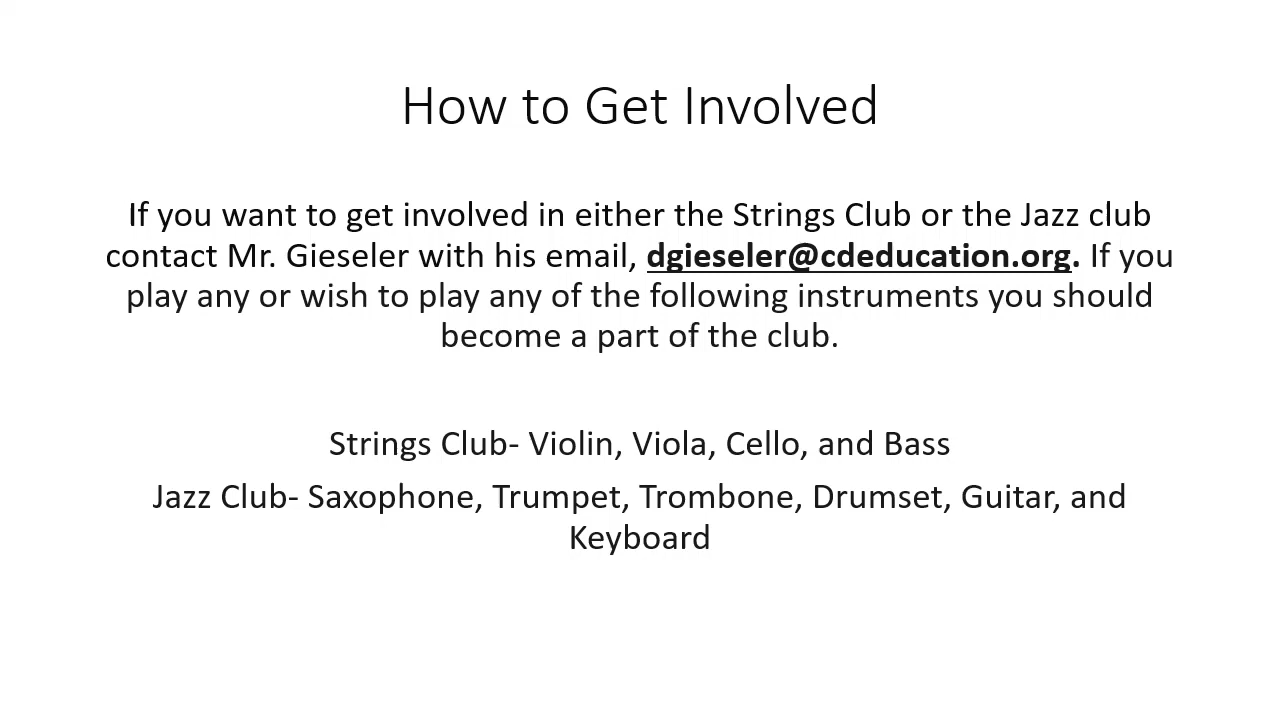 How to Get Involved
If you want to get involved in either the Strings Club or the Jazz club
contact Mr. Gieseler with his email, dgieseler@cdeducation.org. If you
play any or wish to play any of the following instruments you should
become a part of the club.
Strings Club- Violin, Viola, Cello, and Bass
Jazz Club- Saxophone, Trumpet, Trombone, Drumset, Guitar, and
Keyboard